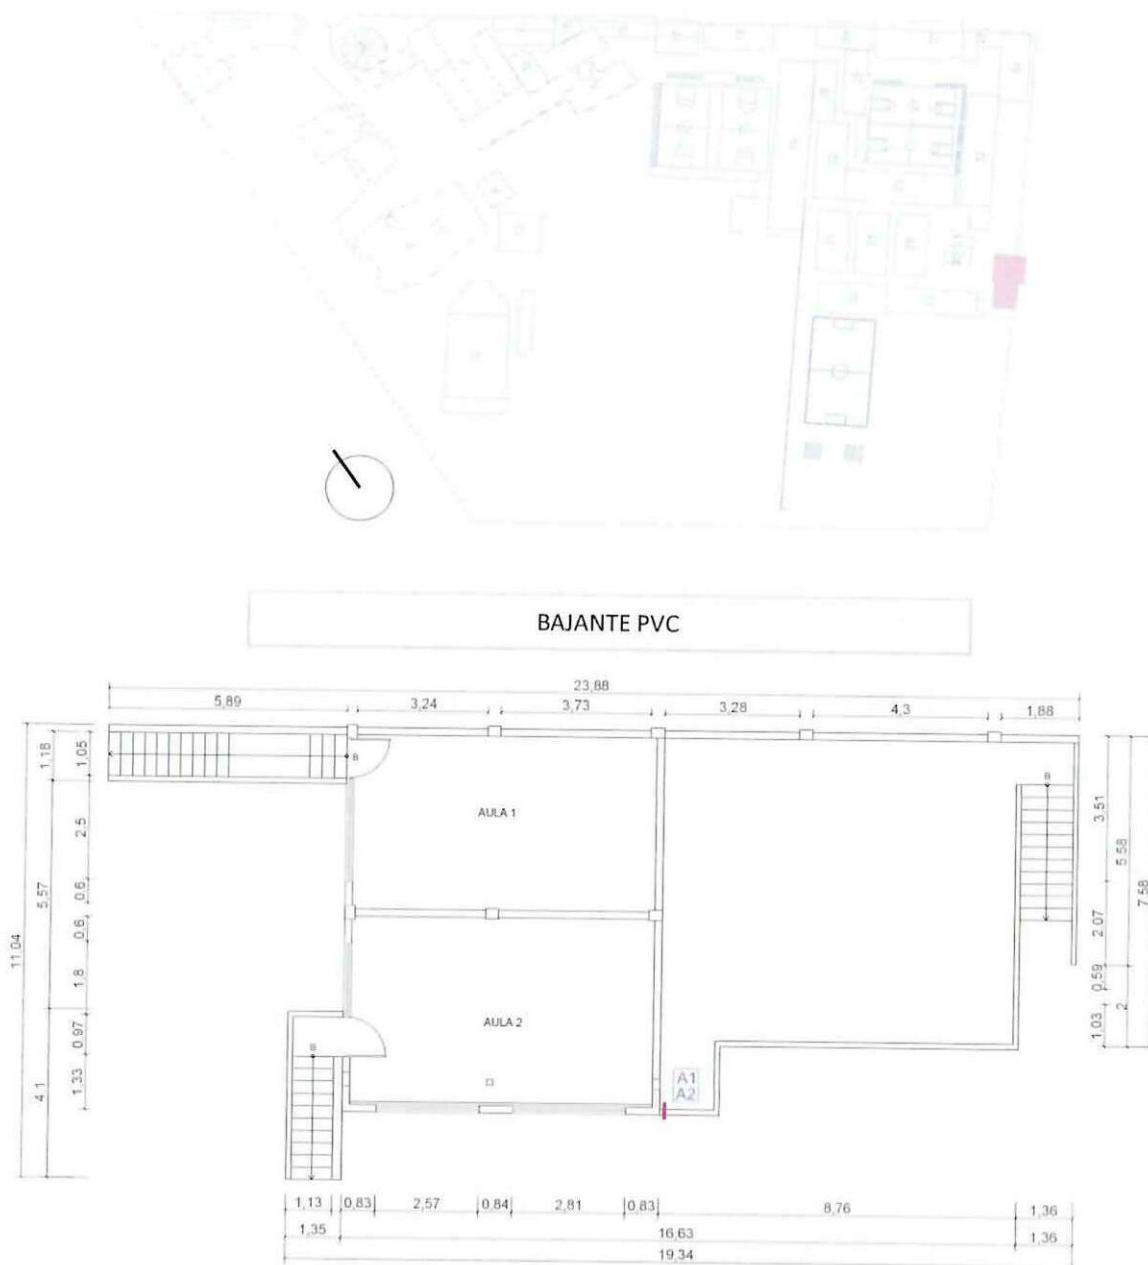 BAJANTE PVC
23,88
5,89 3,24 3,73 3,28 4,3 1,88
11,04
1,18
5,57
4,1
1,05
2,5
0,6
0,6
1,8
0,97
1,33
B
AULA 1
B
3,51
2,07
0,59
1,03
5,58
2
7,58
AULA 2
B
A1
A2
1,13 0,83 2,57 0,84 2,81 0,83 8,76 1,36
1,35 16,63 1,36
19,34